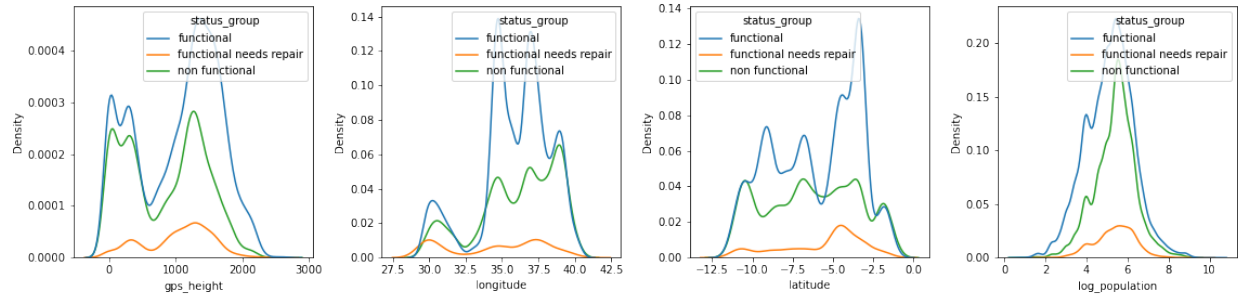 status_group
functional
functional needs repair
non functional
0.0004
0.0003
0.0002
0.0001
0.0000
Density
0 1000 2000 3000
gps_height
status_group
functional
functional needs repair
non functional
0.14
0.12
0.10
0.08
0.06
0.04
0.02
0.00
Density
27.5 30.0 32.5 35.0 37.5 40.0 42.5
longitude
status_group
functional
functional needs repair
non functional
0.14
0.12
0.10
0.08
0.06
0.04
0.02
0.00
Density
−12.5 −10.0 −7.5 −5.0 −2.5 0.0
latitude
status_group
functional
functional needs repair
non functional
0.20
0.15
0.10
0.05
0.00
Density
0 2 4 6 8 10
log_population